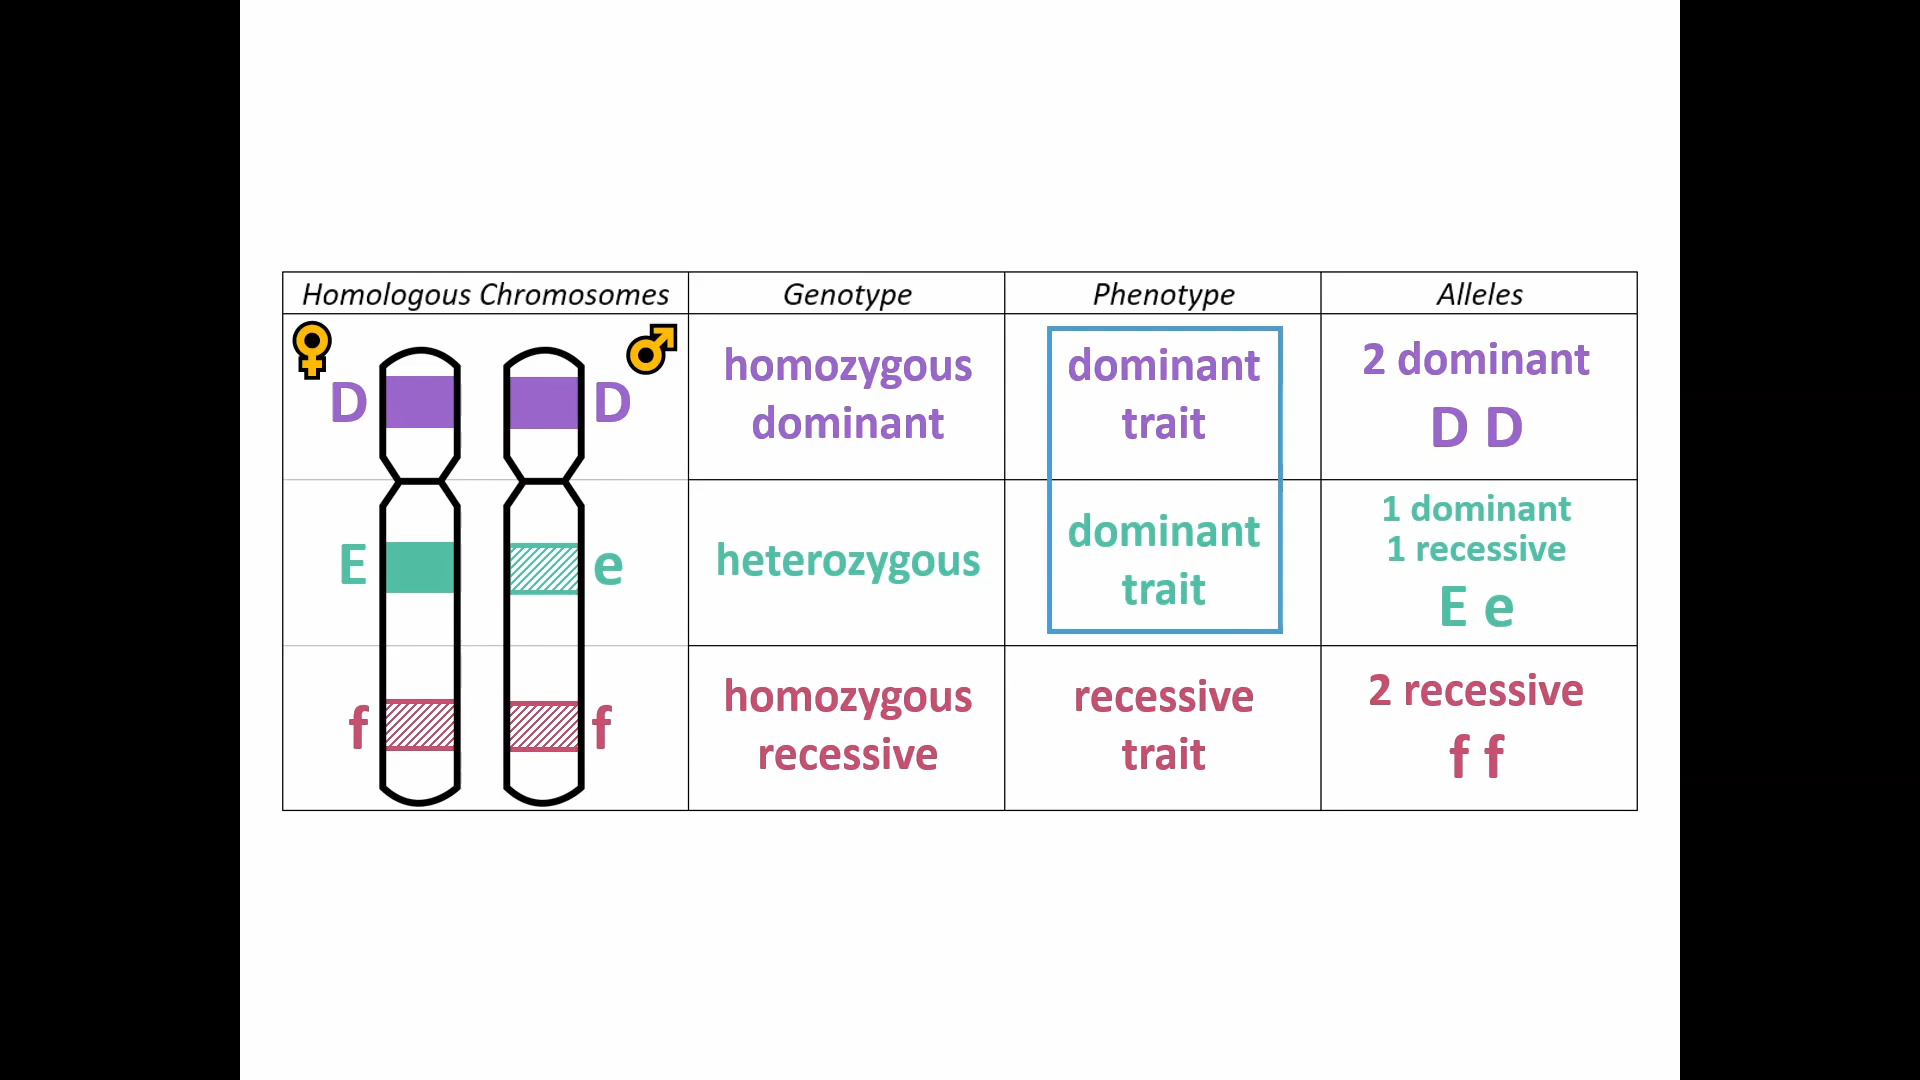 Homologous Chromosomes
Genotype
Phenotype
Alleles
D
D
homozygous
dominant
dominant
trait
2 dominant
D D
E
e
heterozygous
dominant
trait
1 dominant
1 recessive
E e
f
f
homozygous
recessive
recessive
trait
2 recessive
f f